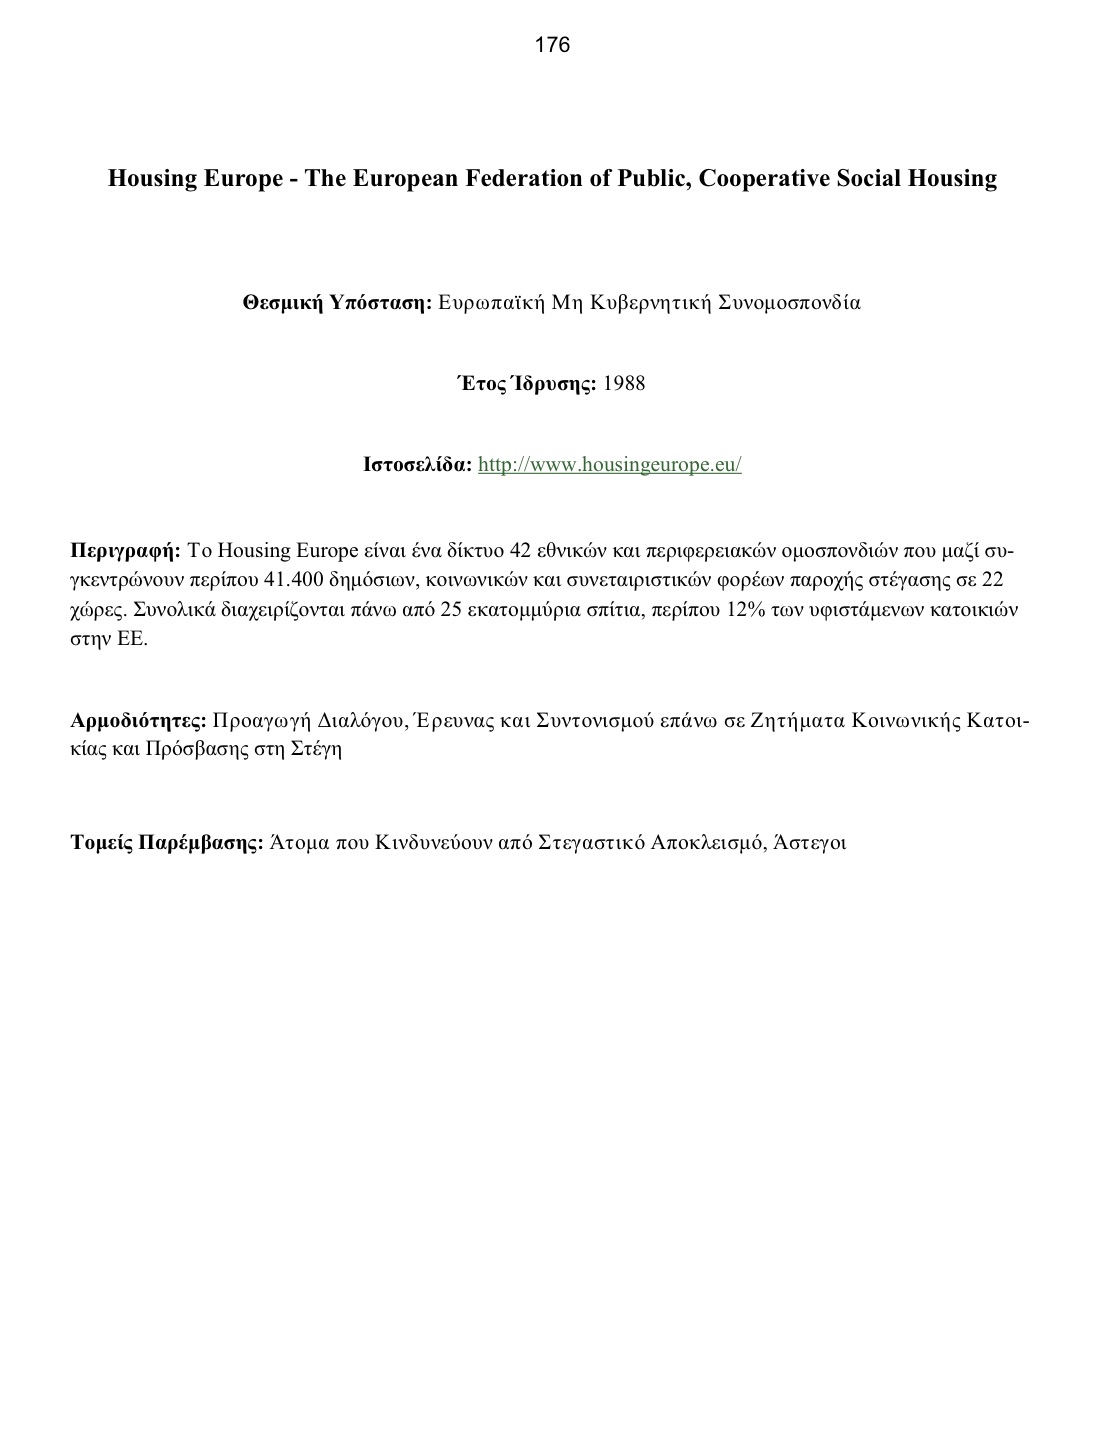 176
Housing Europe - The European Federation of Public, Cooperative Social Housing
Θεσμική Υπόσταση: Ευρωπαϊκή Μη Κυβερνητική Συνομοσπονδία
Έτος Ίδρυσης: 1988
Ιστοσελίδα: http://www.housingeurope.eu/
Περιγραφή: Το Housing Europe είναι ένα δίκτυο 42 εθνικών και περιφερειακών ομοσπονδιών που μαζί συ-
γκεντρώνουν περίπου 41.400 δημόσιων, κοινωνικών και συνεταιριστικών φορέων παροχής στέγασης σε 22
χώρες. Συνολικά διαχειρίζονται πάνω από 25 εκατομμύρια σπίτια, περίπου 12% των υφιστάμενων κατοικιών
στην ΕΕ.
Αρμοδιότητες: Προαγωγή Διαλόγου, Έρευνας και Συντονισμού επάνω σε Ζητήματα Κοινωνικής Κατοι-
κίας και Πρόσβασης στη Στέγη
Τομείς Παρέμβασης: Άτομα που Κινδυνεύουν από Στεγαστικό Αποκλεισμό, Άστεγοι